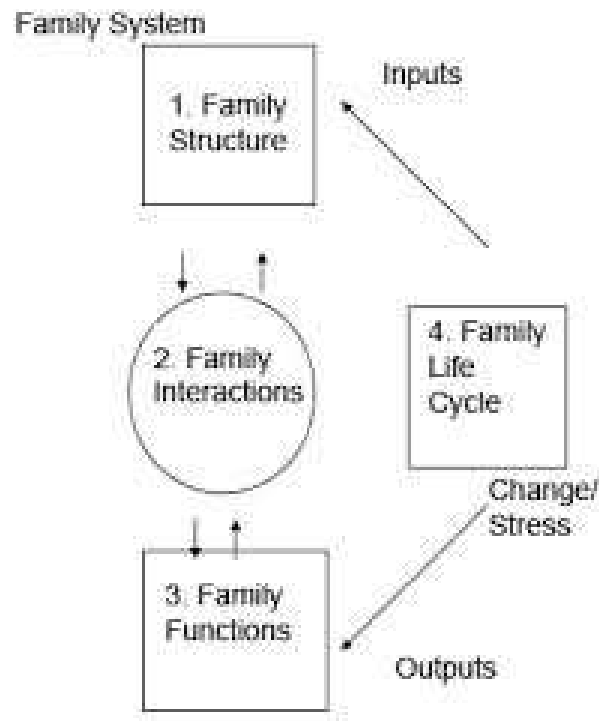 Family System
Inputs
1. Family
Structure
2. Family
Interactions
4. Family
Life
Cycle
Change/
Stress
3. Family
Functions
Outputs